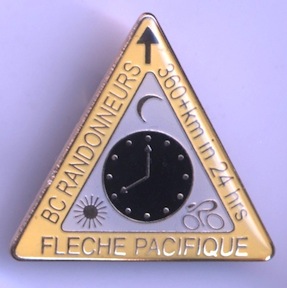 BC RANDONNEURS
360+km in 24 hrs
FLECHE PACIFIQUE